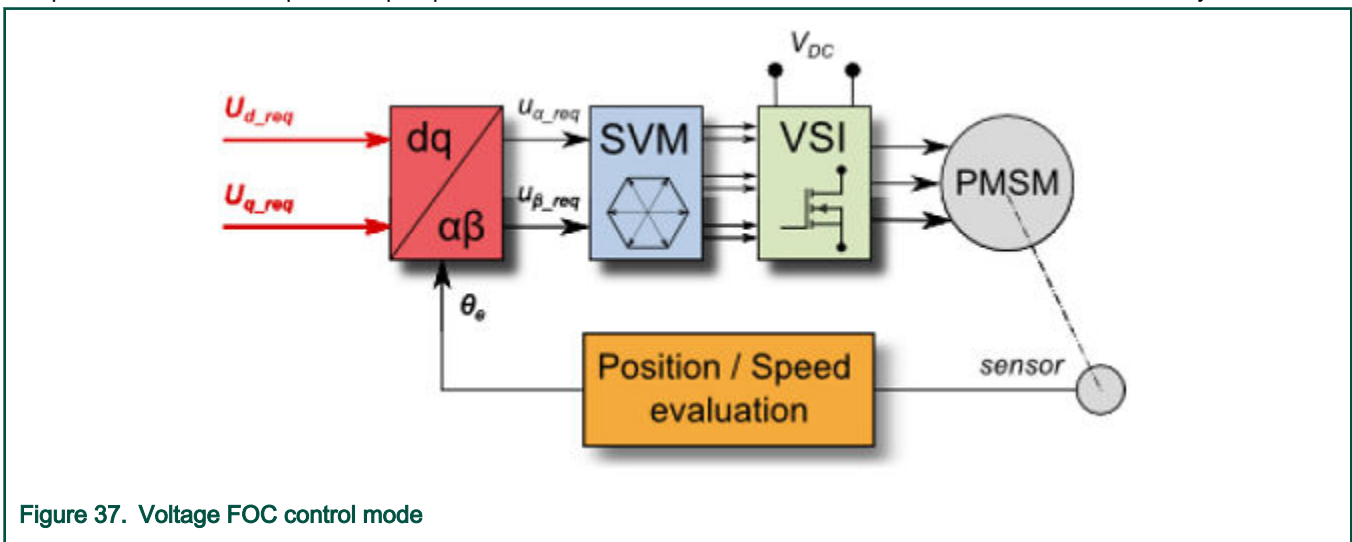 V_DC
U_d_req
u_α_req
dq
SVM
VSI
PMSM
U_q_req
u_β_req
αβ
θ_e
Position / Speed
evaluation
sensor
Figure 37. Voltage FOC control mode